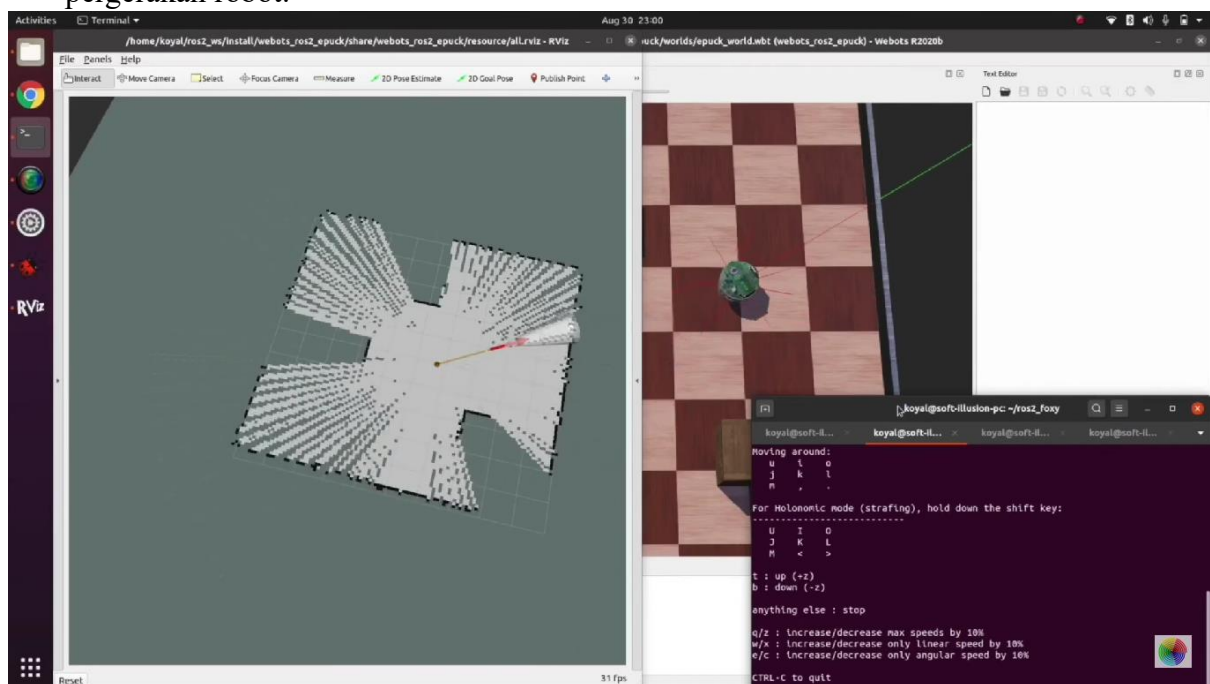 pergerakan robot.
Activities
Terminal
Aug 30 23:00
/home/koyal/ros2_ws/install/webots_ros2_epuck/share/webots_ros2_epuck/resource/all.rviz - RViz
uck/worlds/epuck_world.wbt (webots_ros2_epuck) - Webots R2020b
File Panels Help
Interact Move Camera Select Focus Camera Measure 2D Pose Estimate 2D Goal Pose Publish Point
Text Editor
RViz
koyal@soft-illusion-pc: ~/ros2_foxy
koyal@soft-il... koyal@soft-il... koyal@soft-il... koyal@soft-il...
Moving around:
u i o
j k l
m , .
For Holonomic mode (strafing), hold down the shift key:
---------------------------
U I O
J K L
M < >
t : up (+z)
b : down (-z)
anything else : stop
q/z : increase/decrease max speeds by 10%
w/x : increase/decrease only linear speed by 10%
e/c : increase/decrease only angular speed by 10%
CTRL-C to quit
Reset
31 fps